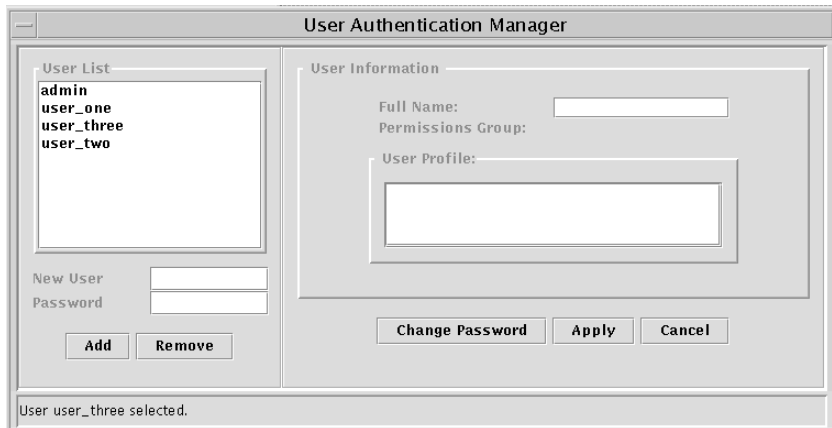 User Authentication Manager
User List
admin
user_one
user_three
user_two
New User
Password
Add Remove
User Information
Full Name:
Permissions Group:
User Profile:
Change Password Apply Cancel
User user_three selected.